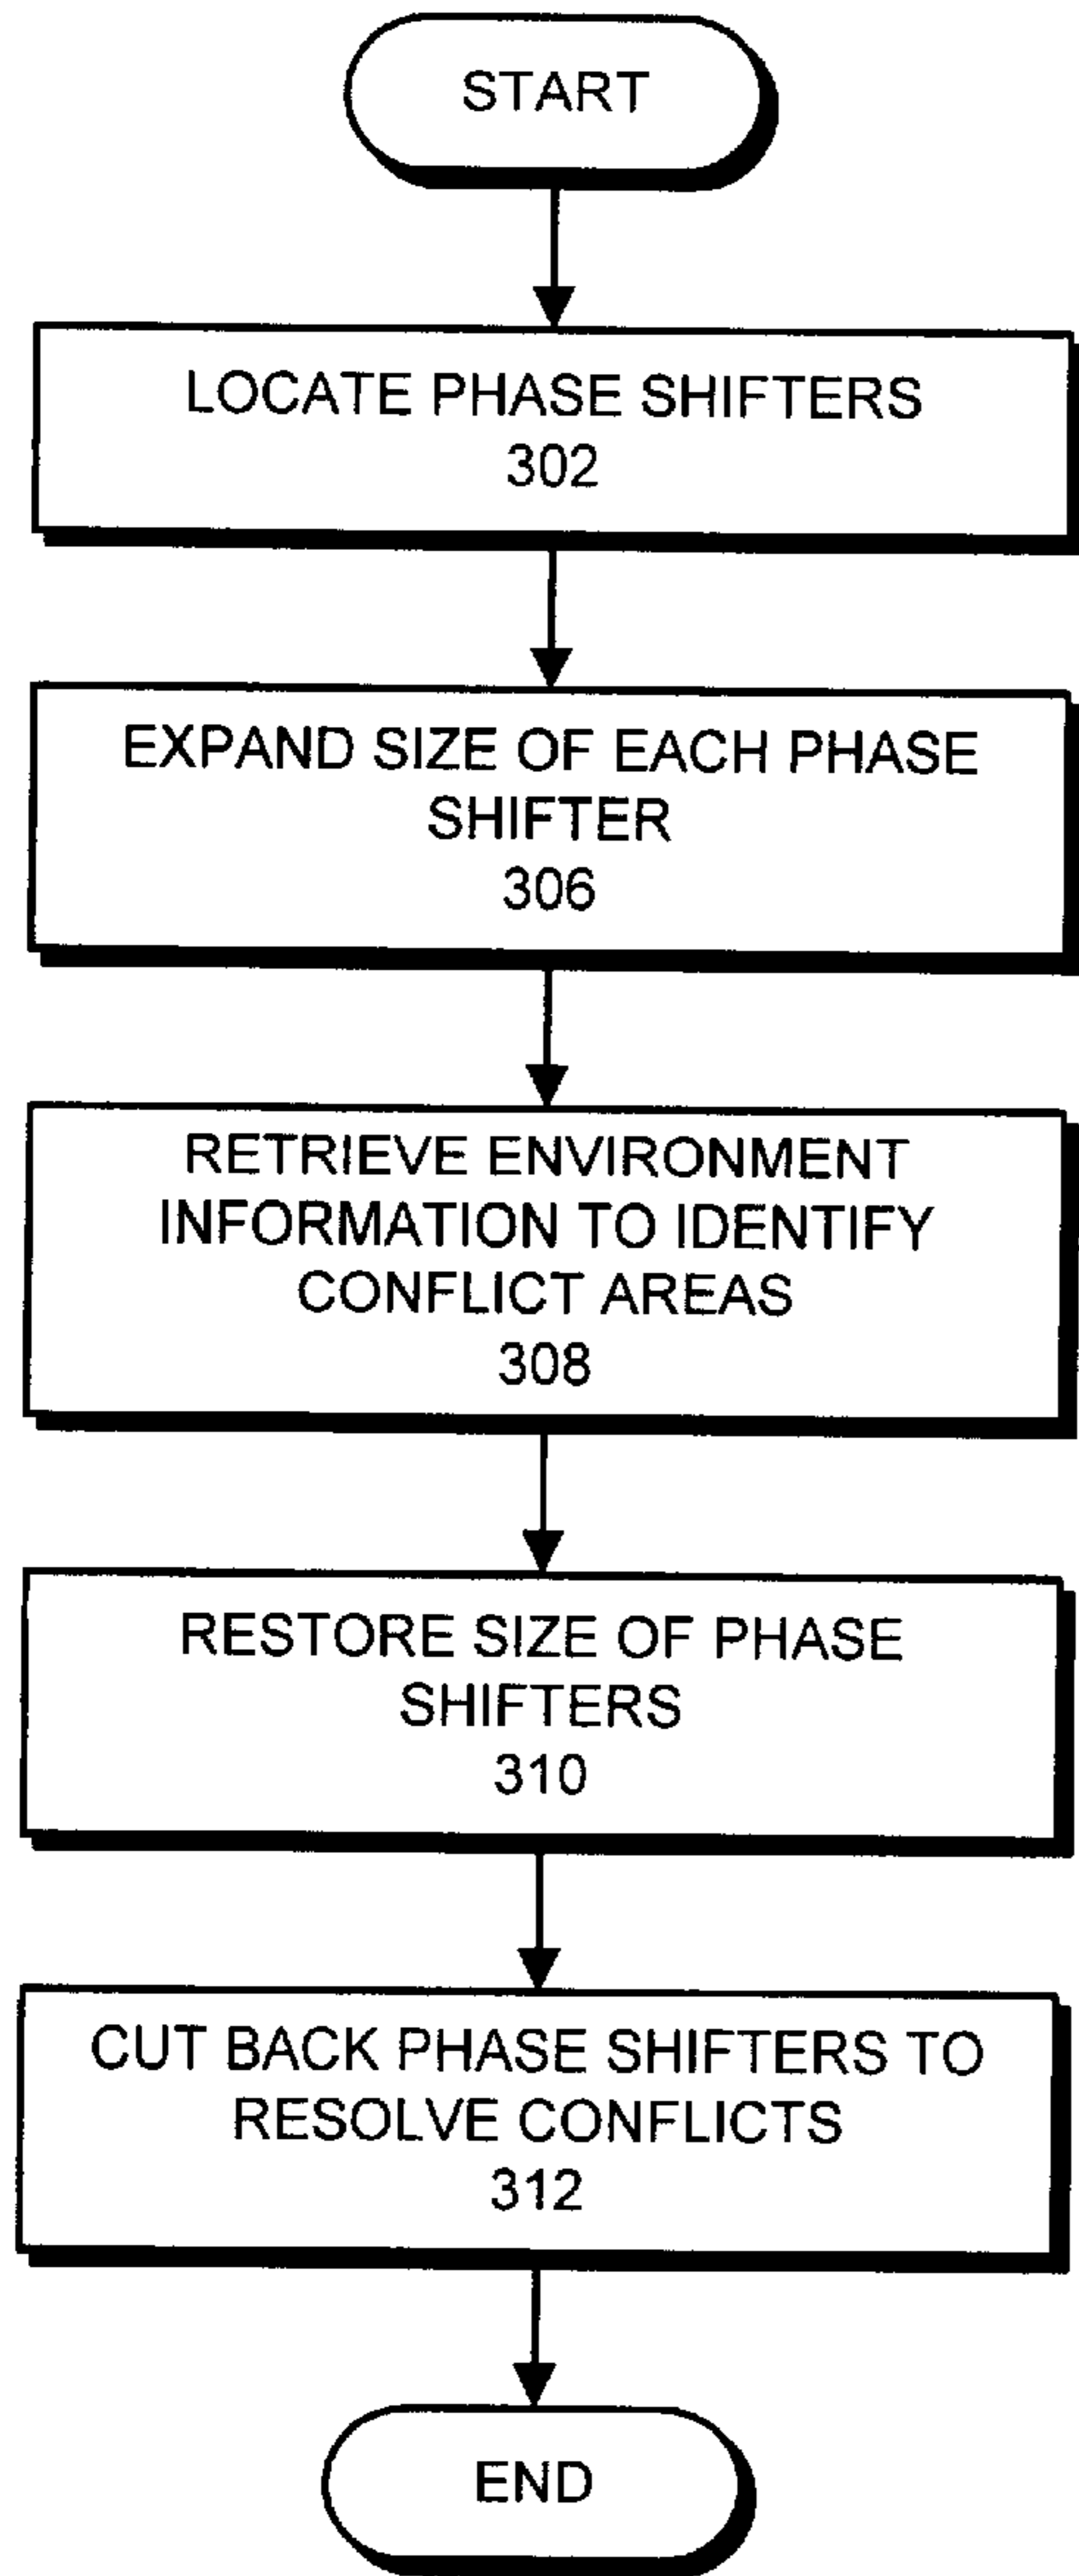 START
LOCATE PHASE SHIFTERS
302
EXPAND SIZE OF EACH PHASE
SHIFTER
306
RETRIEVE ENVIRONMENT
INFORMATION TO IDENTIFY
CONFLICT AREAS
308
RESTORE SIZE OF PHASE
SHIFTERS
310
CUT BACK PHASE SHIFTERS TO
RESOLVE CONFLICTS
312
END